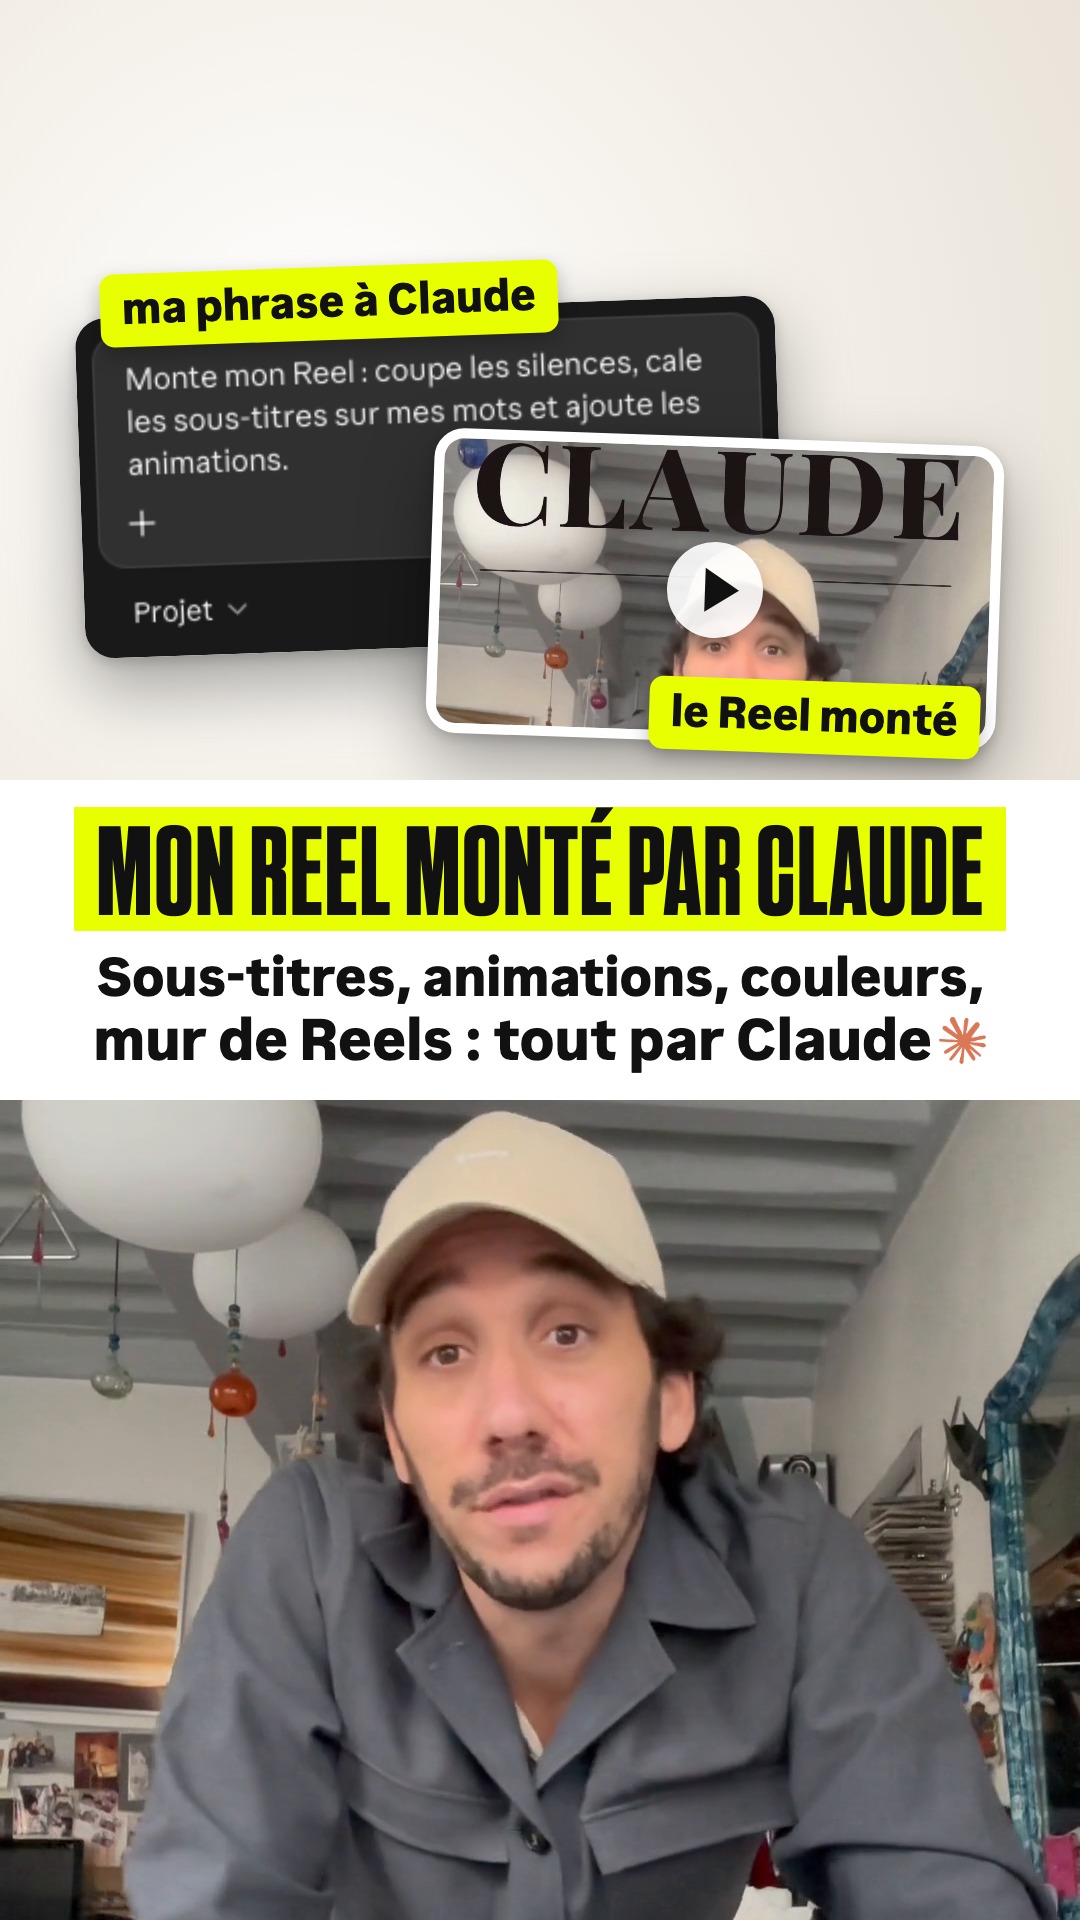 ma phrase à Claude
Monte mon Reel : coupe les silences, cale
les sous-titres sur mes mots et ajoute les
animations.
Projet
CLAUDE
le Reel monté
MON REEL MONTÉ PAR CLAUDE
Sous-titres, animations, couleurs,
mur de Reels : tout par Claude